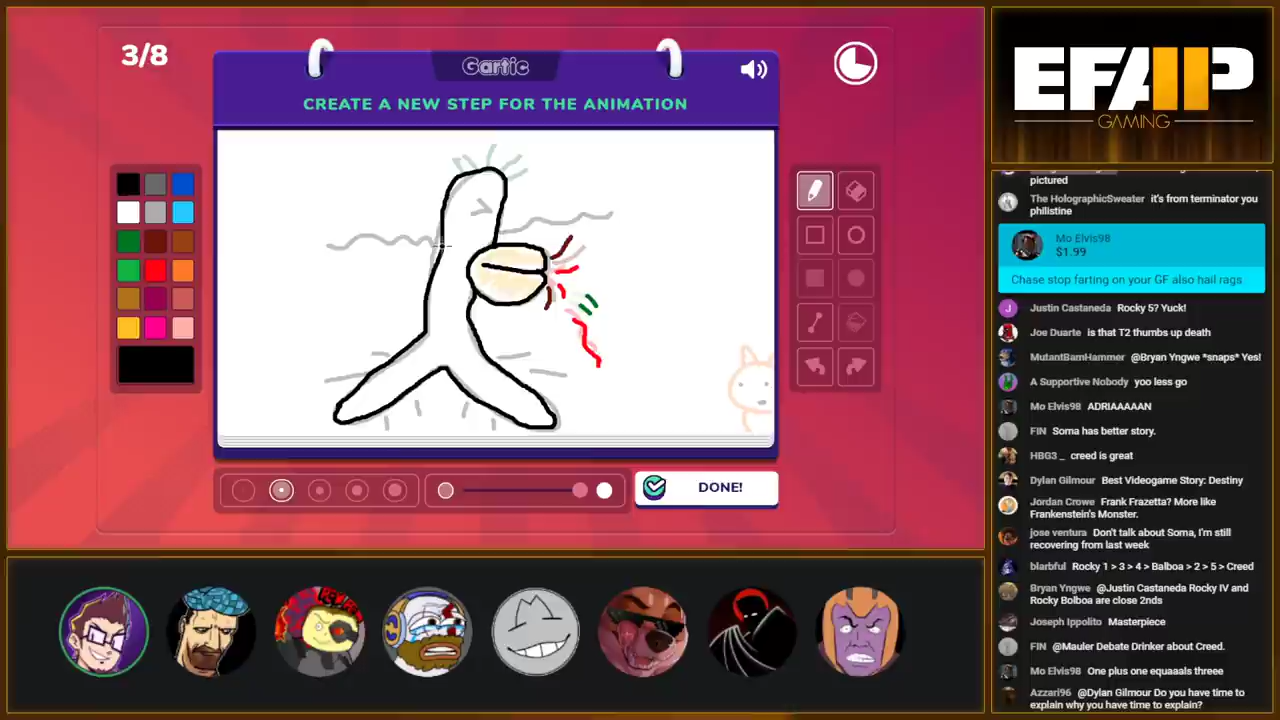 3/8
Gartic
CREATE A NEW STEP FOR THE ANIMATION
DONE!
EFAP
GAMING
pictured
The HolographicSweater it's from terminator you
philistine
Mo Elvis98
$1.99
Chase stop farting on your GF also hail rags
Justin Castaneda Rocky 5? Yuck!
Joe Duarte is that T2 thumbs up death
MutantBamHammer @Bryan Yngwe *snaps* Yes!
A Supportive Nobody yoo less go
Mo Elvis98 ADRIAAAAAN
FIN Soma has better story.
HBG3 _ creed is great
Dylan Gilmour Best Videogame Story: Destiny
Jordan Crowe Frank Frazetta? More like
Frankenstein's Monster.
jose ventura Don't talk about Soma, I'm still
recovering from last week
blarbful Rocky 1 > 3 > 4 > Balboa > 2 > 5 > Creed
Bryan Yngwe @Justin Castaneda Rocky IV and
Rocky Bolboa are close 2nds
Joseph Ippolito Masterpiece
FIN @Mauler Debate Drinker about Creed.
Mo Elvis98 One plus one equaaals threee
Azzari96 @Dylan Gilmour Do you have time to
explain why you have time to explain?